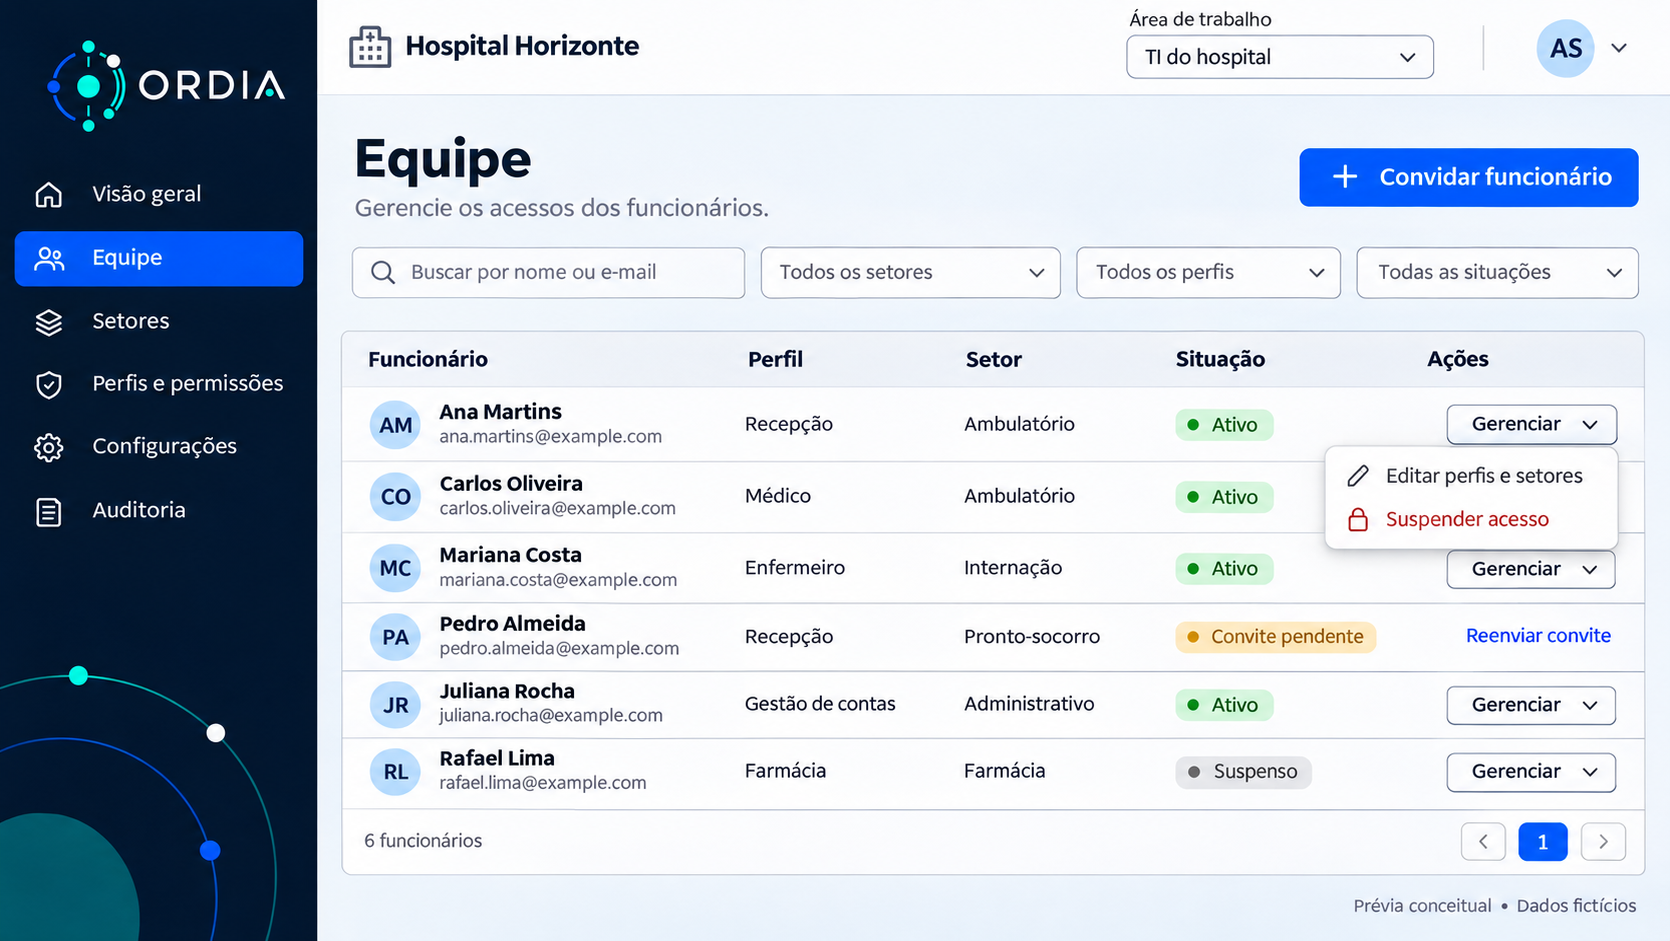 ORDIA
Visão geral
Equipe
Setores
Perfis e permissões
Configurações
Auditoria
Hospital Horizonte
Área de trabalho
TI do hospital
AS
Equipe
Gerencie os acessos dos funcionários.
Convidar funcionário
Buscar por nome ou e-mail
Todos os setores
Todos os perfis
Todas as situações
Funcionário Perfil Setor Situação Ações
AM Ana Martins Recepção Ambulatório Ativo Gerenciar
ana.martins@example.com
Editar perfis e setores
Suspender acesso
CO Carlos Oliveira Médico Ambulatório Ativo
carlos.oliveira@example.com
MC Mariana Costa Enfermeiro Internação Ativo Gerenciar
mariana.costa@example.com
PA Pedro Almeida Recepção Pronto-socorro Convite pendente Reenviar convite
pedro.almeida@example.com
JR Juliana Rocha Gestão de contas Administrativo Ativo Gerenciar
juliana.rocha@example.com
RL Rafael Lima Farmácia Farmácia Suspenso Gerenciar
rafael.lima@example.com
6 funcionários
1
Prévia conceitual • Dados fictícios